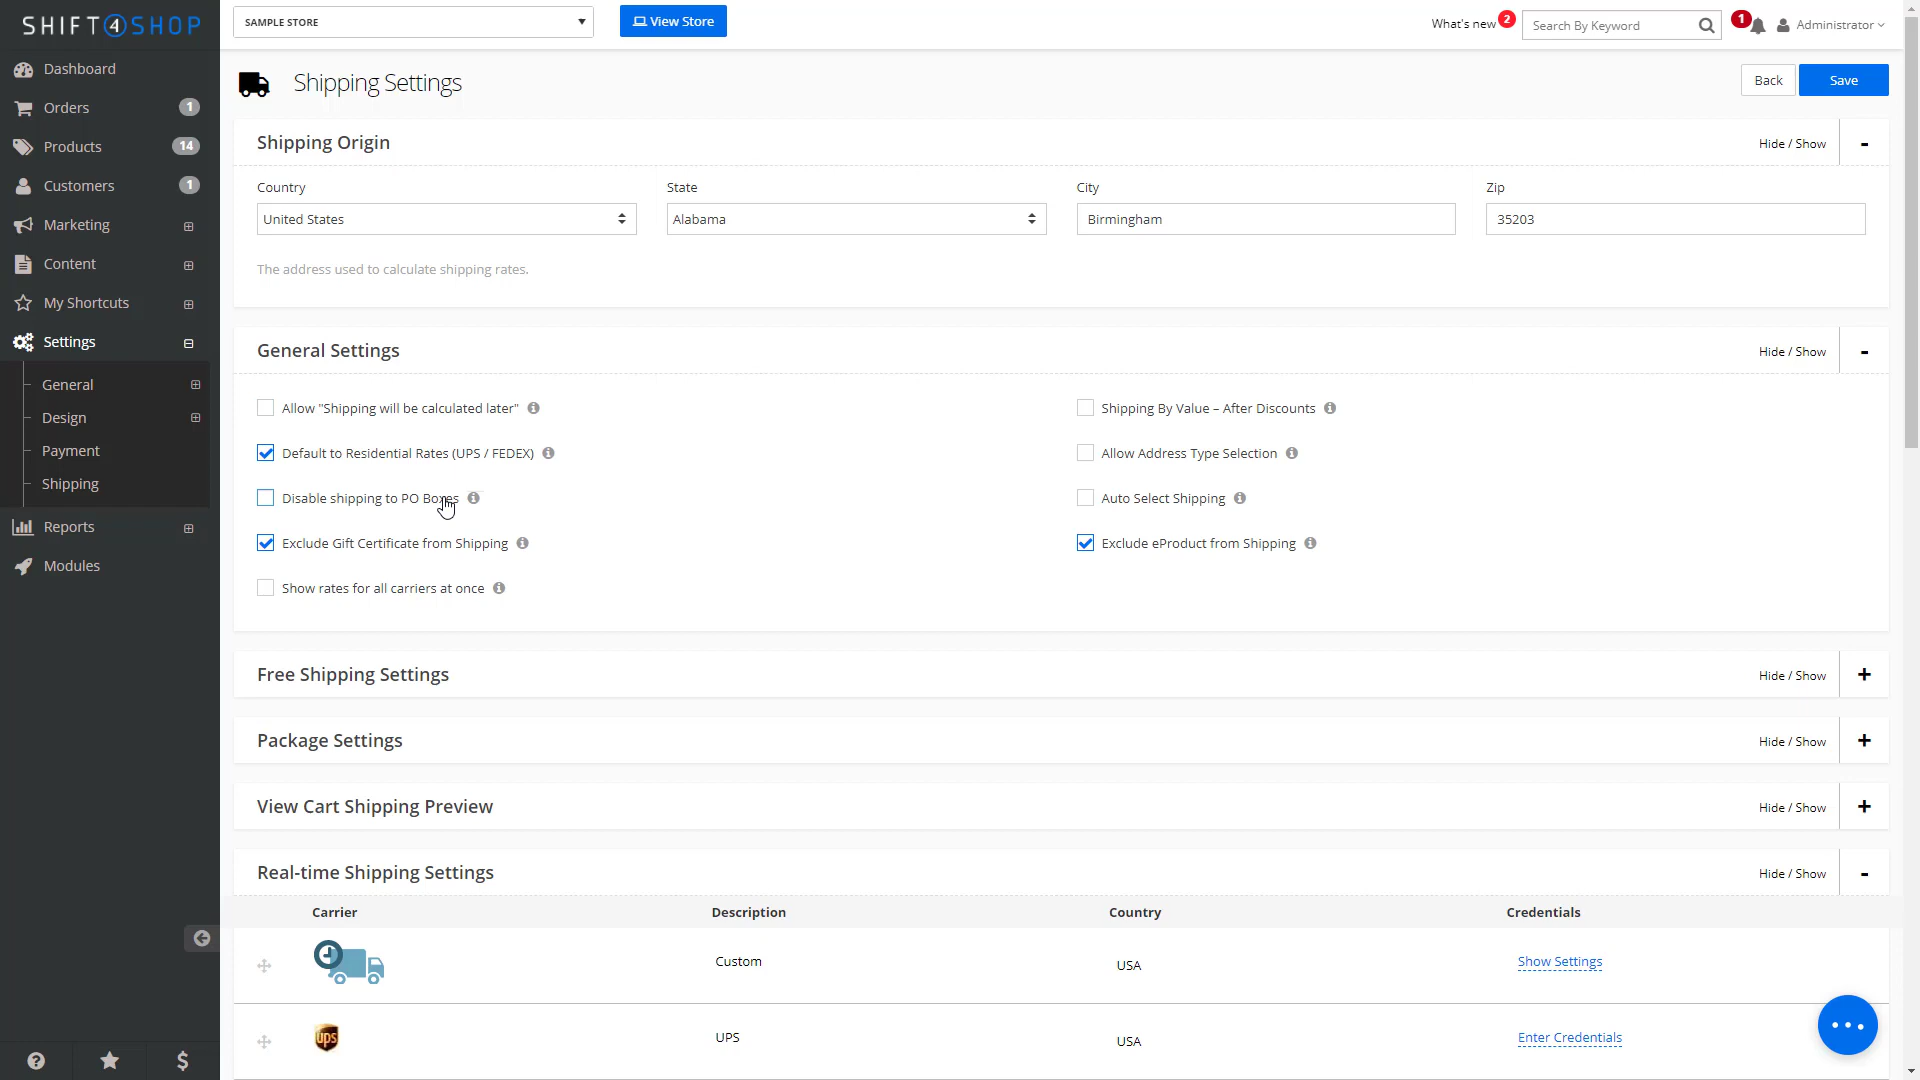 SHIFT4SHOP
SAMPLE STORE
View Store
What's new 2
Search By Keyword
1
Administrator
Dashboard
Orders 1
Products 14
Customers 1
Marketing
Content
My Shortcuts
Settings
General
Design
Payment
Shipping
Reports
Modules
Shipping Settings
Back
Save
Shipping Origin
Hide / Show -
Country
State
City
Zip
United States
Alabama
Birmingham
35203
The address used to calculate shipping rates.
General Settings
Hide / Show -
Allow "Shipping will be calculated later"
Shipping By Value – After Discounts
Default to Residential Rates (UPS / FEDEX)
Allow Address Type Selection
Disable shipping to PO Boxes
Auto Select Shipping
Exclude Gift Certificate from Shipping
Exclude eProduct from Shipping
Show rates for all carriers at once
Free Shipping Settings
Hide / Show +
Package Settings
Hide / Show +
View Cart Shipping Preview
Hide / Show +
Real-time Shipping Settings
Hide / Show -
Carrier
Description
Country
Credentials
Custom
USA
Show Settings
ups
UPS
USA
Enter Credentials